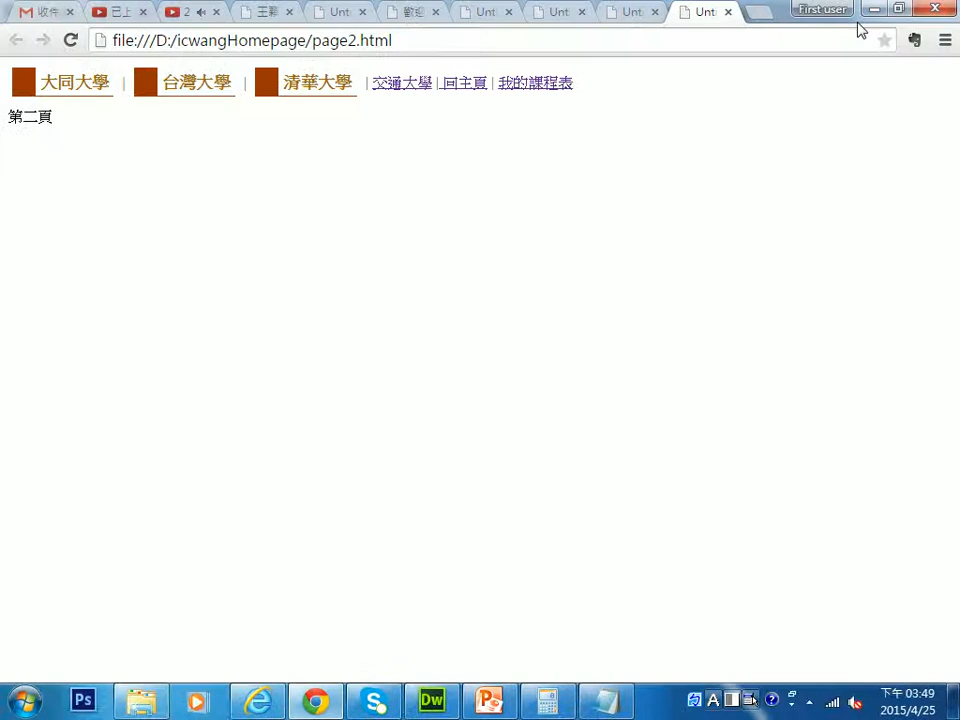 收件 已上 2 王昇 Unt 歡迎 Unt Unt Unt Unt First user
file:///D:/icwangHomepage/page2.html
大同大學 | 台灣大學 | 清華大學 | 交通大學 | 回主頁 | 我的課程表
第二頁
Ps Dw A 下午 03:49
2015/4/25